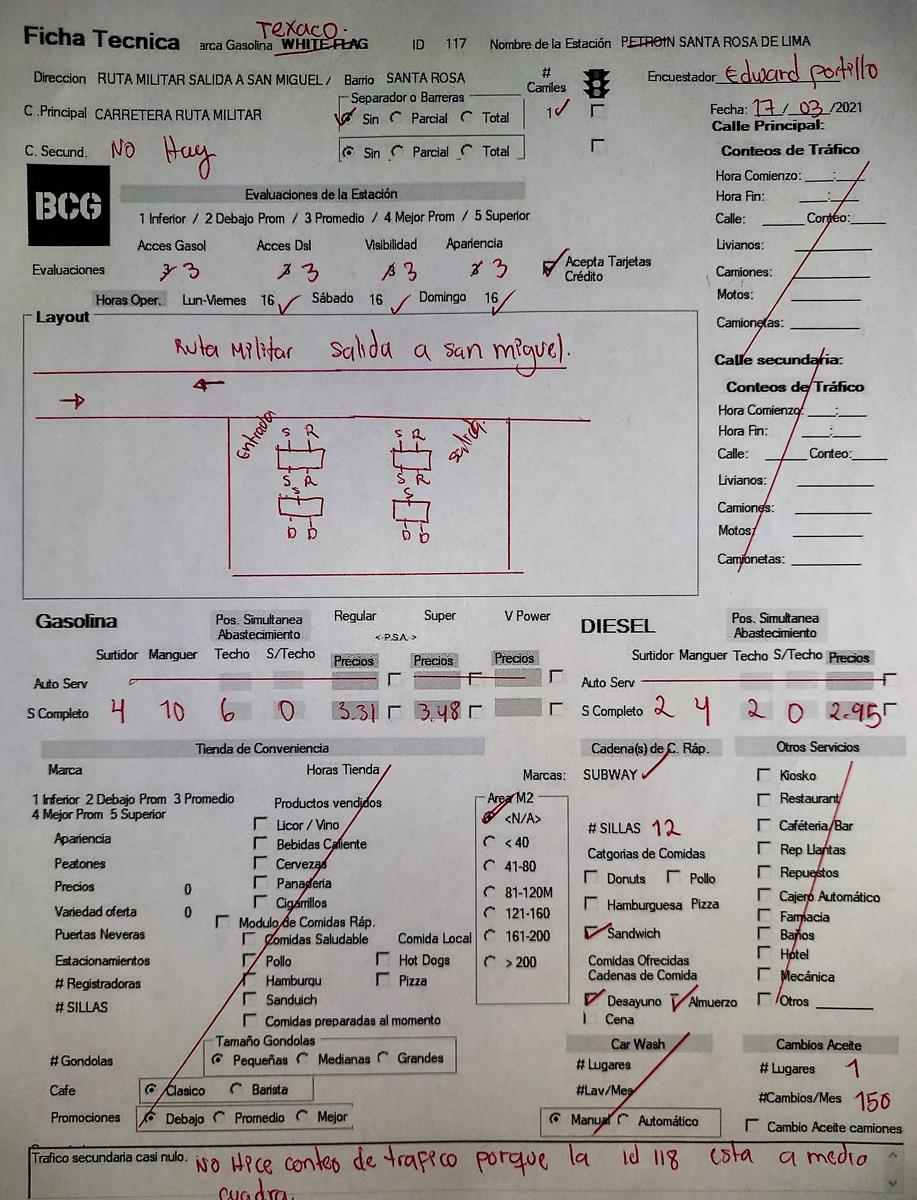 Texaco.
Ficha Tecnica arca Gasolina WHITE FLAG ID 117 Nombre de la Estación PETROIN SANTA ROSA DE LIMA
Direccion RUTA MILITAR SALIDA A SAN MIGUEL / Barrio SANTA ROSA # Carriles Encuestador Edward Portillo
Separador o Barreras
C .Principal CARRETERA RUTA MILITAR Sin Parcial Total 1 Fecha: 17 / 03 /2021
C. Secund. No Hay Sin Parcial Total
Calle Principal:
Conteos de Tráfico
Hora Comienzo: ___:___
Hora Fin: ___:___
Calle: ____ Conteo:____
Livianos:
Camiones:
Motos:
Camionetas:
BCG
Evaluaciones de la Estación
1 Inferior / 2 Debajo Prom / 3 Promedio / 4 Mejor Prom / 5 Superior
Acces Gasol Acces Dsl Visibilidad Apariencia
Evaluaciones 3 3 3 3 3 3 3 Acepta Tarjetas Crédito
Horas Oper. Lun-Viernes 16 Sábado 16 Domingo 16
Layout
Ruta Militar Salida a San miguel.
Entrada S R S R
S R S R
S S
D D D D
Calle secundaria:
Conteos de Tráfico
Hora Comienzo: ___:___
Hora Fin: ___:___
Calle: ____ Conteo:____
Livianos:
Camiones:
Motos:
Camionetas:
Gasolina Pos. Simultanea Abastecimiento Regular Super V Power
<-P.S.A.->
Surtidor Manguer Techo S/Techo Precios Precios Precios
Auto Serv
S Completo 4 10 6 0 3.31 3.48
DIESEL Pos. Simultanea Abastecimiento
Surtidor Manguer Techo S/Techo Precios
Auto Serv
S Completo 2 4 2 0 2.95
Tienda de Conveniencia
Marca Horas Tienda
1 Inferior 2 Debajo Prom 3 Promedio
4 Mejor Prom 5 Superior
Apariencia
Peatones
Precios 0
Variedad oferta 0
Puertas Neveras
Estacionamientos
# Registradoras
# SILLAS
Productos vendidos
Licor / Vino
Bebidas Caliente
Cervezas
Panaderia
Cigarrillos
Modulo de Comidas Ráp.
Comidas Saludable Comida Local
Pollo Hot Dogs
Hamburgu Pizza
Sanduich
Comidas preparadas al momento
Tamaño Gondolas
# Gondolas Pequeñas Medianas Grandes
Cafe Clasico Barista
Promociones Debajo Promedio Mejor
Marcas:
Area M2
<N/A>
< 40
41-80
81-120M
121-160
161-200
> 200
Cadena(s) de C. Ráp.
SUBWAY
# SILLAS 12
Catgorias de Comidas
Donuts Pollo
Hamburguesa Pizza
Sandwich
Comidas Ofrecidas
Cadenas de Comida
Desayuno Almuerzo
Cena
Car Wash
# Lugares
#Lav/Mes
Manual Automático
Otros Servicios
Kiosko
Restaurant
Caféteria/Bar
Rep Llantas
Repuestos
Cajero Automático
Farmacia
Baños
Hotel
Mecánica
Otros
Cambios Aceite
# Lugares 1
#Cambios/Mes 150
Cambio Aceite camiones
Trafico secundaria casi nulo. No Hice conteo de trafico porque la id 118 esta a media
cuadra.